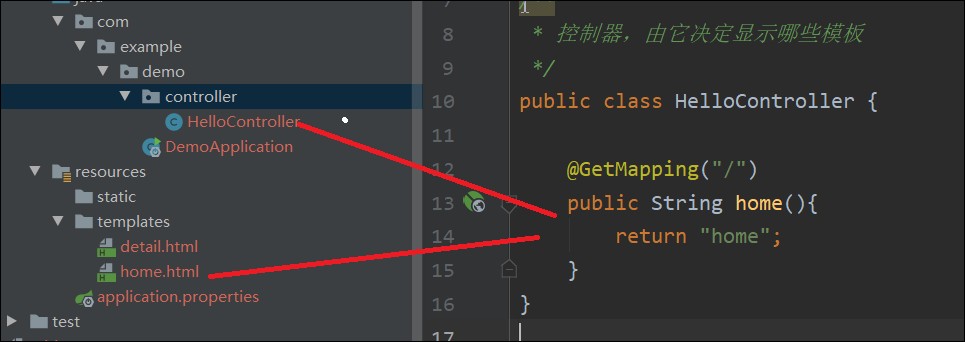 com
example
demo
controller
HelloController
DemoApplication
resources
static
templates
detail.html
home.html
application.properties
test
8 * 控制器，由它决定显示哪些模板
9 */
10 public class HelloController {
11
12 @GetMapping("/")
13 public String home(){
14 return "home";
15 }
16 }
17